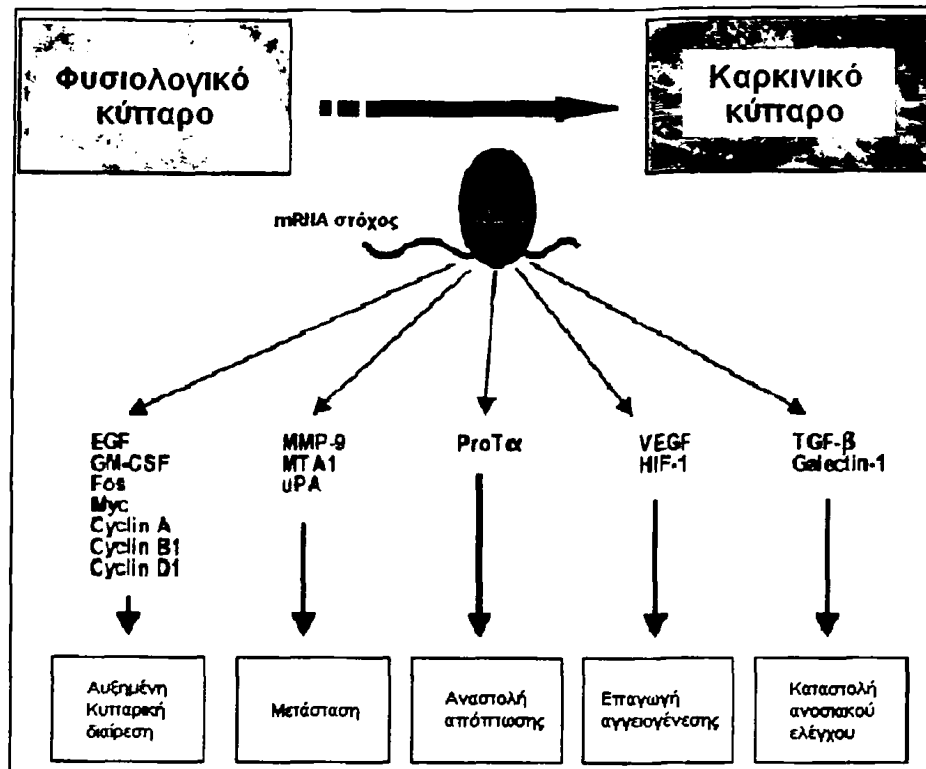 Φυσιολογικό
κύτταρο
Καρκινικό
κύτταρο
mRNA στόχος
EGF
GM-CSF
Fos
Myc
Cyclin A
Cyclin B1
Cyclin D1
MMP-9
MTA1
uPA
ProTα
VEGF
HIF-1
TGF-β
Galectin-1
Αυξημένη
Κυτταρική
διαίρεση
Μετάσταση
Αναστολή
απόπτωσης
Επαγωγή
αγγειογένεσης
Καταστολή
ανοσιακού
ελέγχου